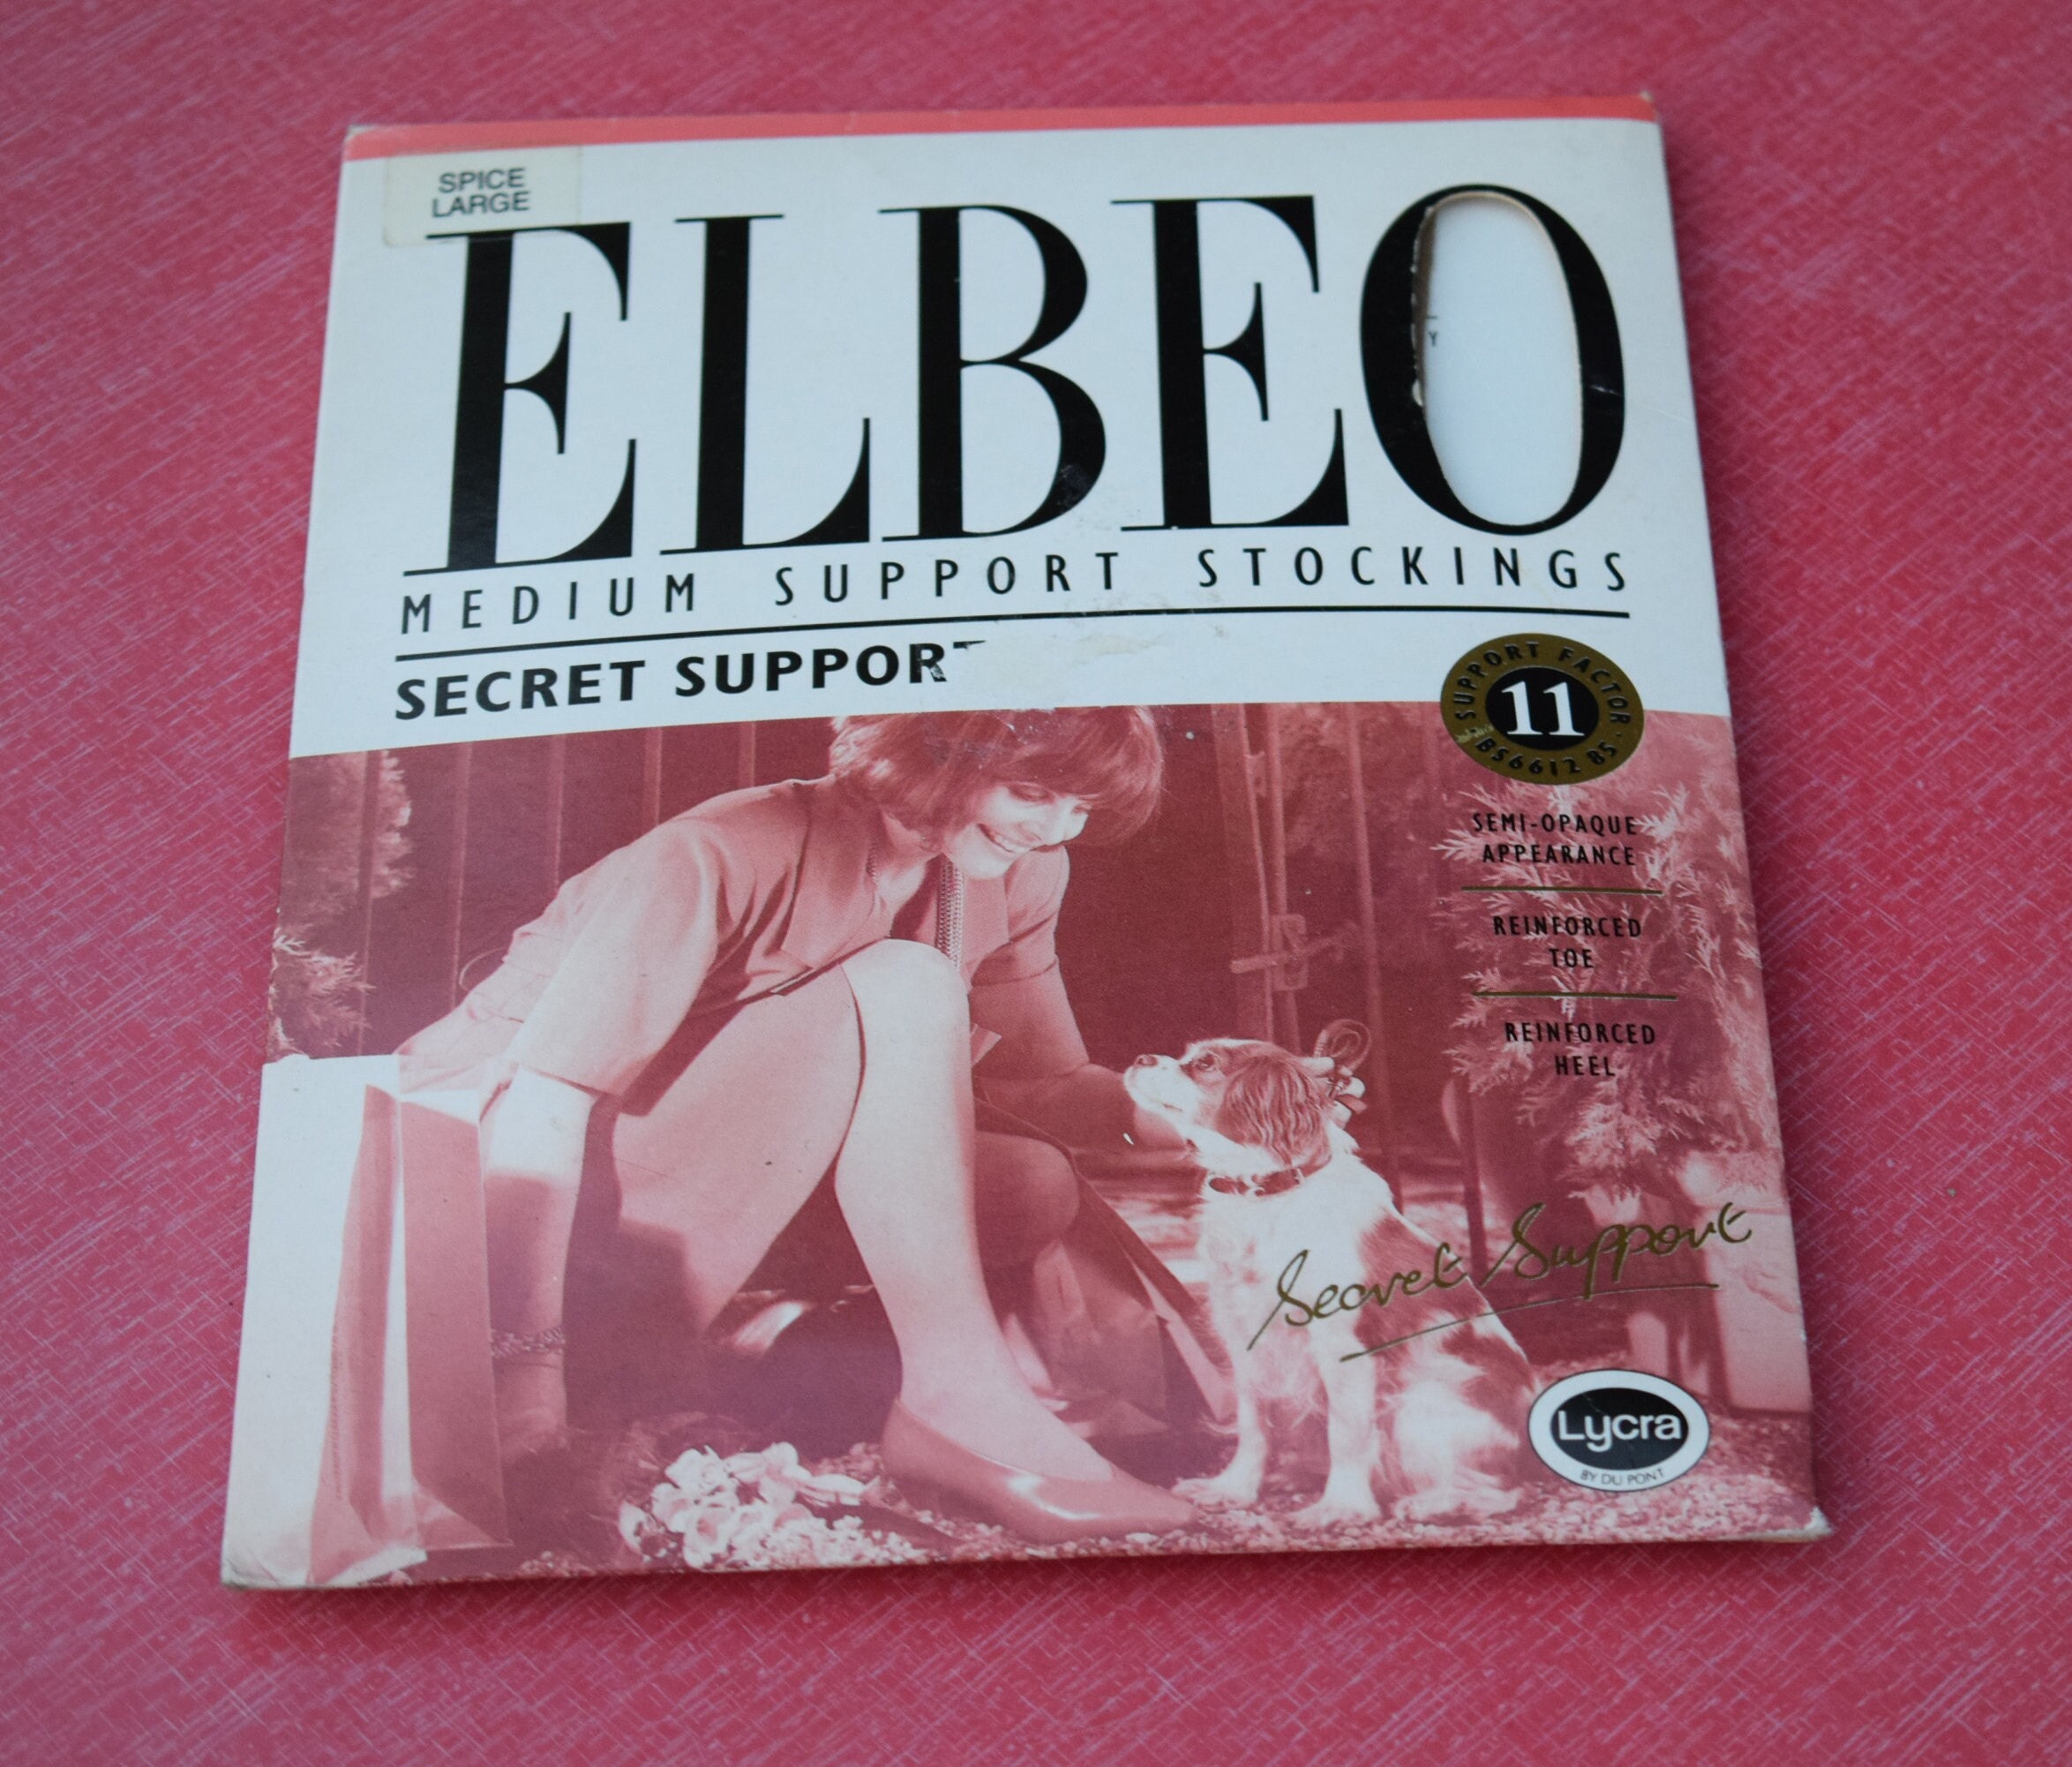 SPICE
LARGE
ELBEO
Y
MEDIUM SUPPORT STOCKINGS
SECRET SUPPORT
SUPPORT FACTOR
11
BS6612 85
SEMI-OPAQUE
APPEARANCE
REINFORCED
TOE
REINFORCED
HEEL
Secret Support
Lycra
BY DU PONT